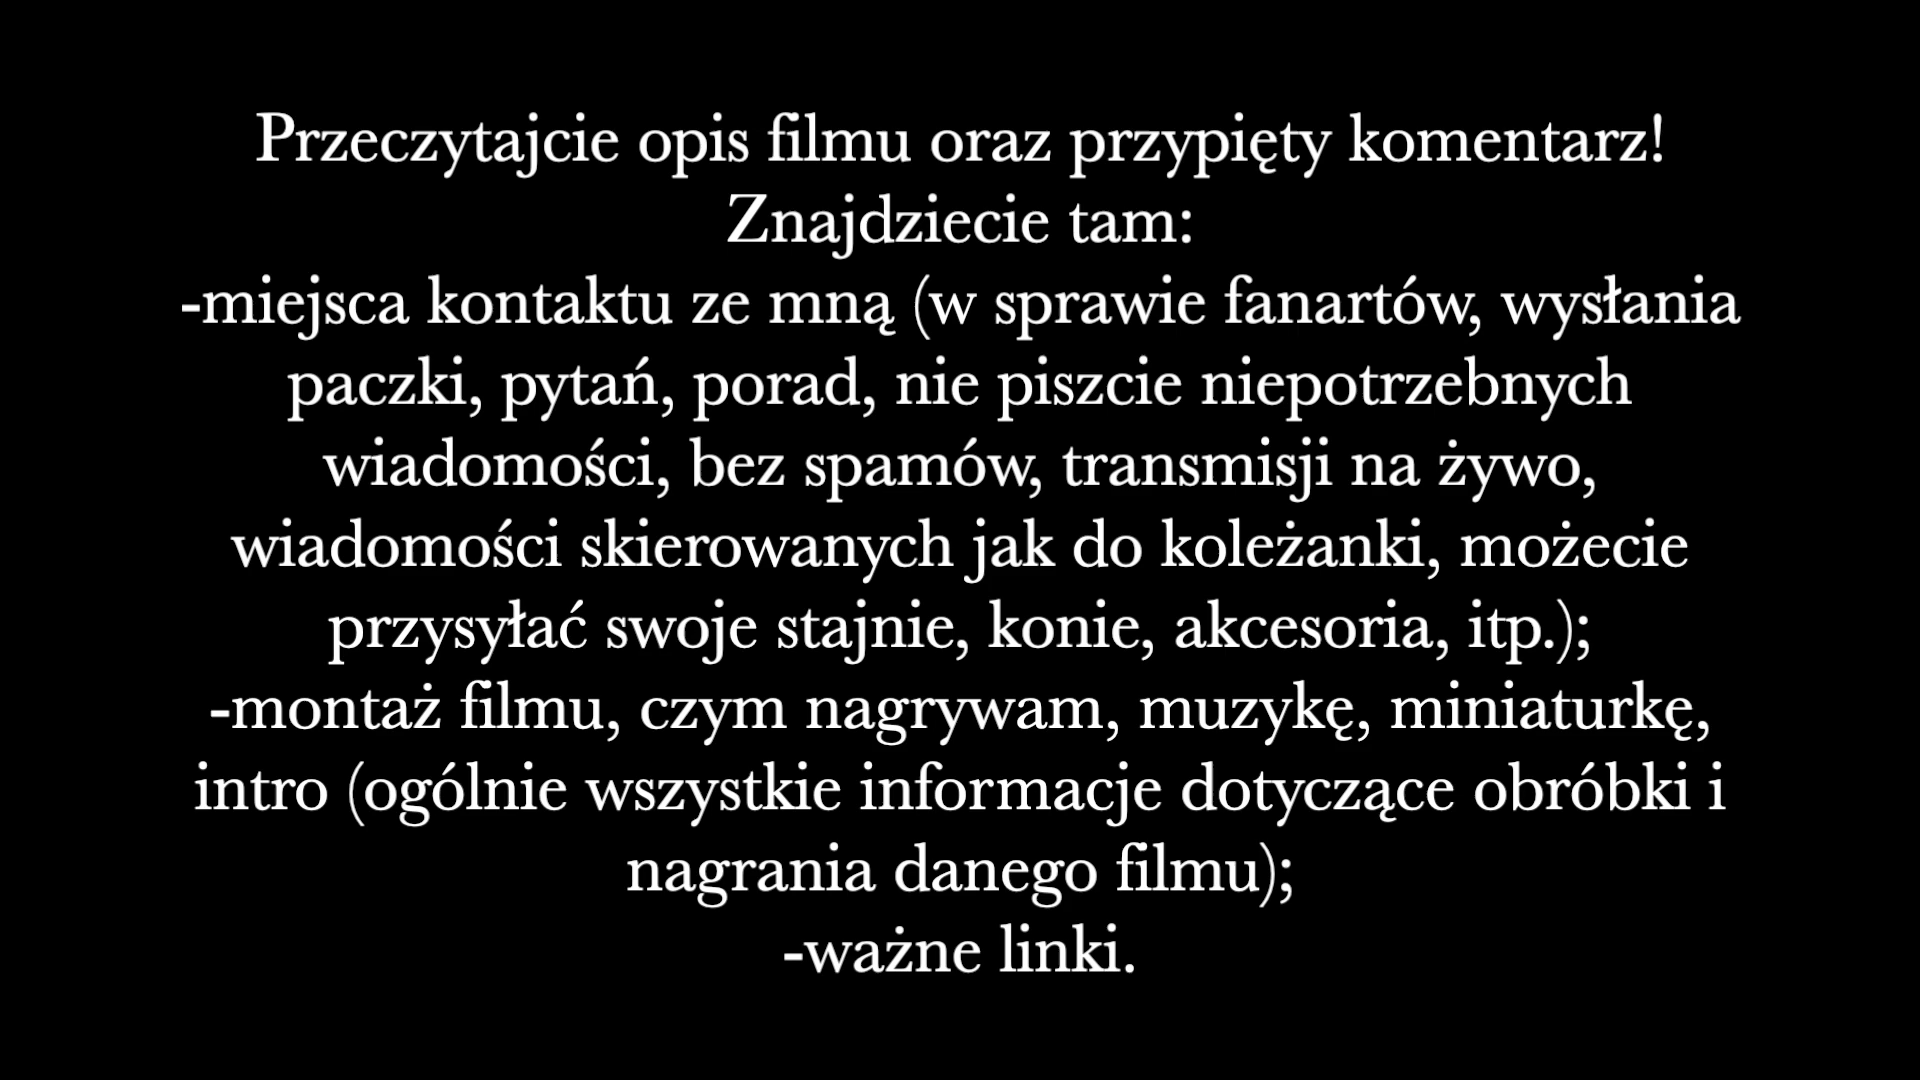 Przeczytajcie opis filmu oraz przypięty komentarz!
Znajdziecie tam:
-miejsca kontaktu ze mną (w sprawie fanartów, wysłania
paczki, pytań, porad, nie piszcie niepotrzebnych
wiadomości, bez spamów, transmisji na żywo,
wiadomości skierowanych jak do koleżanki, możecie
przysyłać swoje stajnie, konie, akcesoria, itp.);
-montaż filmu, czym nagrywam, muzykę, miniaturkę,
intro (ogólnie wszystkie informacje dotyczące obróbki i
nagrania danego filmu);
-ważne linki.